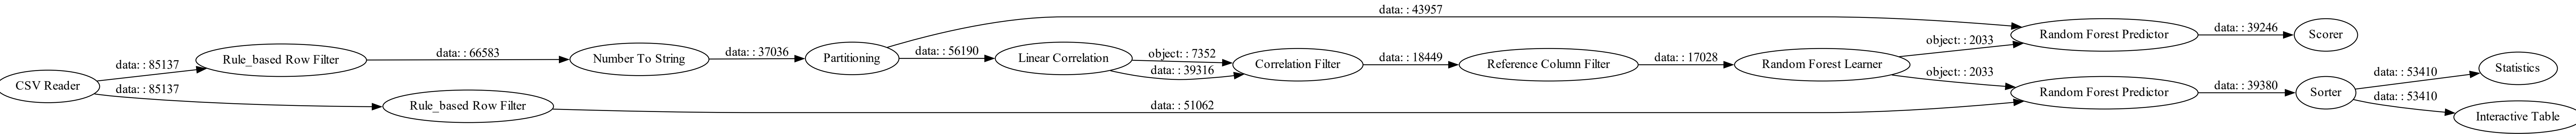 CSV Reader
data: : 85137
data: : 85137
Rule_based Row Filter
Rule_based Row Filter
data: : 66583
Number To String
data: : 37036
Partitioning
data: : 43957
data: : 56190
Linear Correlation
object: : 7352
data: : 39316
Correlation Filter
data: : 18449
Reference Column Filter
data: : 17028
Random Forest Learner
data: : 51062
object: : 2033
object: : 2033
Random Forest Predictor
Random Forest Predictor
data: : 39246
Scorer
data: : 39380
Sorter
data: : 53410
data: : 53410
Statistics
Interactive Table